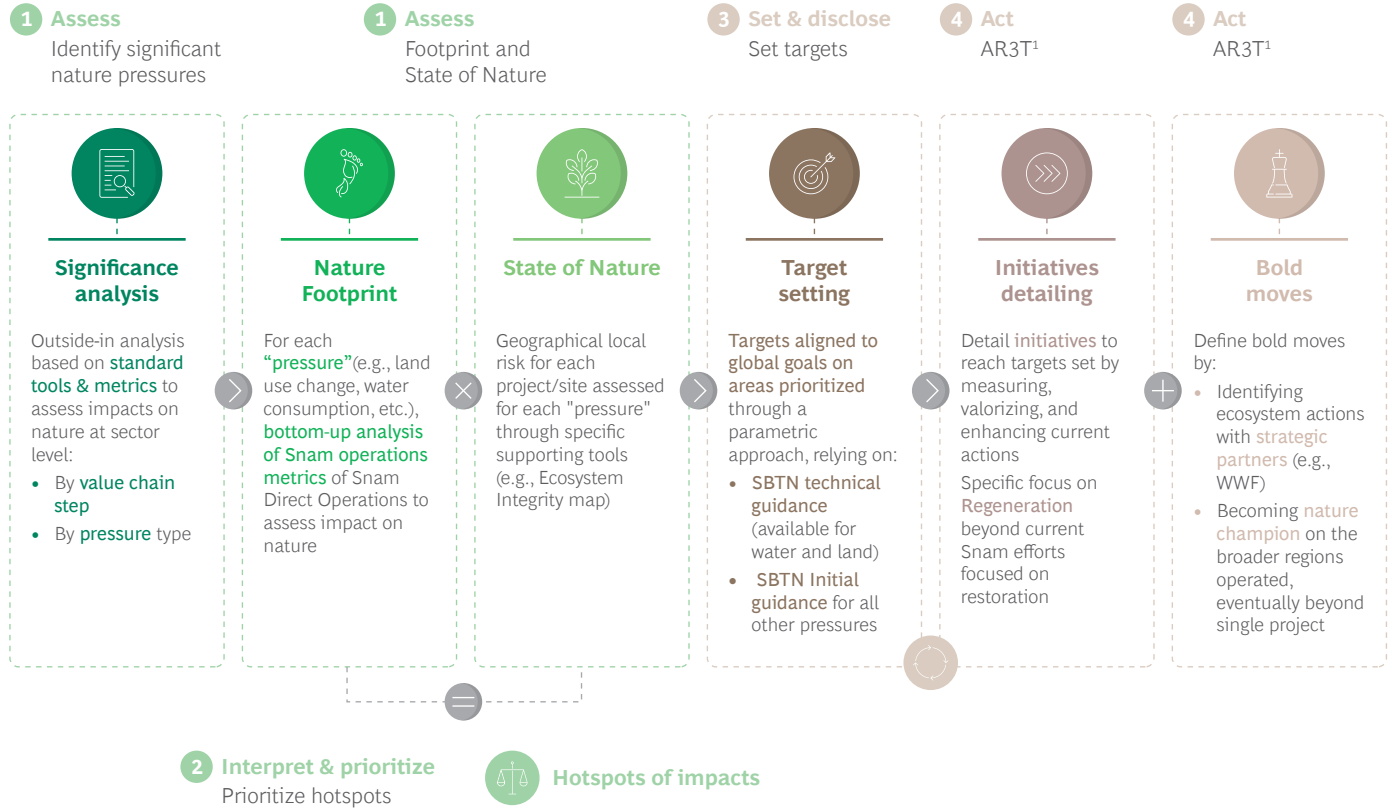 1 Assess
Identify significant
nature pressures
1 Assess
Footprint and
State of Nature
3 Set & disclose
Set targets
4 Act
AR3T¹
4 Act
AR3T¹
Significance
analysis
Outside-in analysis
based on standard
tools & metrics to
assess impacts on
nature at sector
level:
• By value chain
step
• By pressure type
Nature
Footprint
For each
“pressure”(e.g., land
use change, water
consumption, etc.),
bottom-up analysis
of Snam operations
metrics of Snam
Direct Operations to
assess impact on
nature
State of Nature
Geographical local
risk for each
project/site assessed
for each "pressure"
through specific
supporting tools
(e.g., Ecosystem
Integrity map)
Target
setting
Targets aligned to
global goals on
areas prioritized
through a
parametric
approach, relying on:
• SBTN technical
guidance
(available for
water and land)
• SBTN Initial
guidance for all
other pressures
Initiatives
detailing
Detail initiatives to
reach targets set by
measuring,
valorizing, and
enhancing current
actions
Specific focus on
Regeneration
beyond current
Snam efforts
focused on
restoration
Bold
moves
Define bold moves
by:
• Identifying
ecosystem actions
with strategic
partners (e.g.,
WWF)
• Becoming nature
champion on the
broader regions
operated,
eventually beyond
single project
2 Interpret & prioritize
Prioritize hotspots
Hotspots of impacts